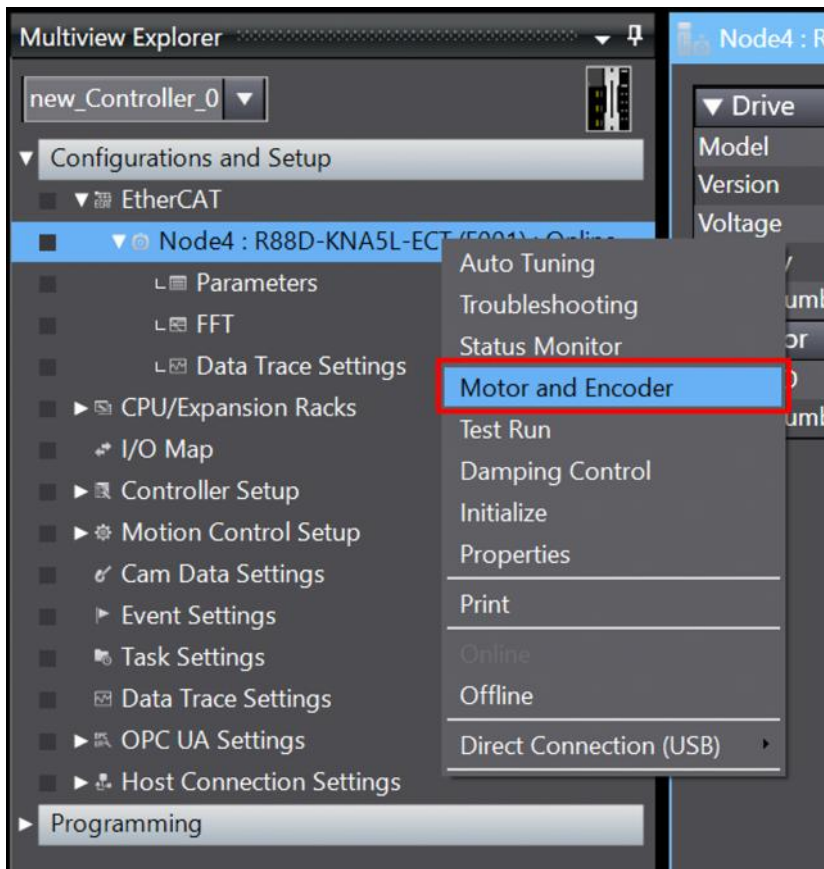 Multiview Explorer
new_Controller_0
Configurations and Setup
EtherCAT
Node4 : R88D-KNA5L-ECT (E001) : Online
Parameters
FFT
Data Trace Settings
CPU/Expansion Racks
I/O Map
Controller Setup
Motion Control Setup
Cam Data Settings
Event Settings
Task Settings
Data Trace Settings
OPC UA Settings
Host Connection Settings
Programming
Auto Tuning
Troubleshooting
Status Monitor
Motor and Encoder
Test Run
Damping Control
Initialize
Properties
Print
Online
Offline
Direct Connection (USB)
Node4 : R
Drive
Model
Version
Voltage